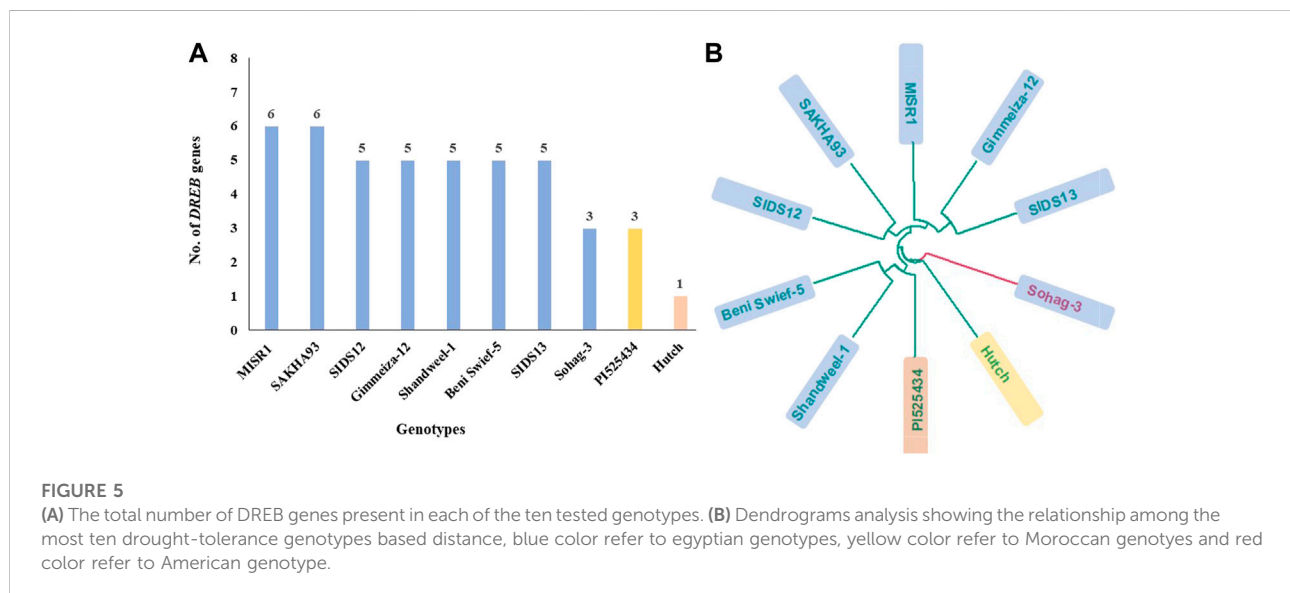 A
No. of DREB genes
8
7
6
5
4
3
2
1
0
6
6
5
5
5
5
5
3
3
1
MISR1
SAKHA93
SIDS12
Gimmeiza-12
Shandweel-1
Beni Swief-5
SIDS13
Sohag-3
PI525434
Hutch
Genotypes
B
MISR1
Gimmeiza-12
SIDS13
Sohag-3
Hutch
PI525434
Shandweel-1
Beni Swief-5
SIDS12
SAKHA93
FIGURE 5
(A) The total number of DREB genes present in each of the ten tested genotypes. (B) Dendrograms analysis showing the relationship among the
most ten drought-tolerance genotypes based distance, blue color refer to egyptian genotypes, yellow color refer to Moroccan genotyes and red
color refer to American genotype.